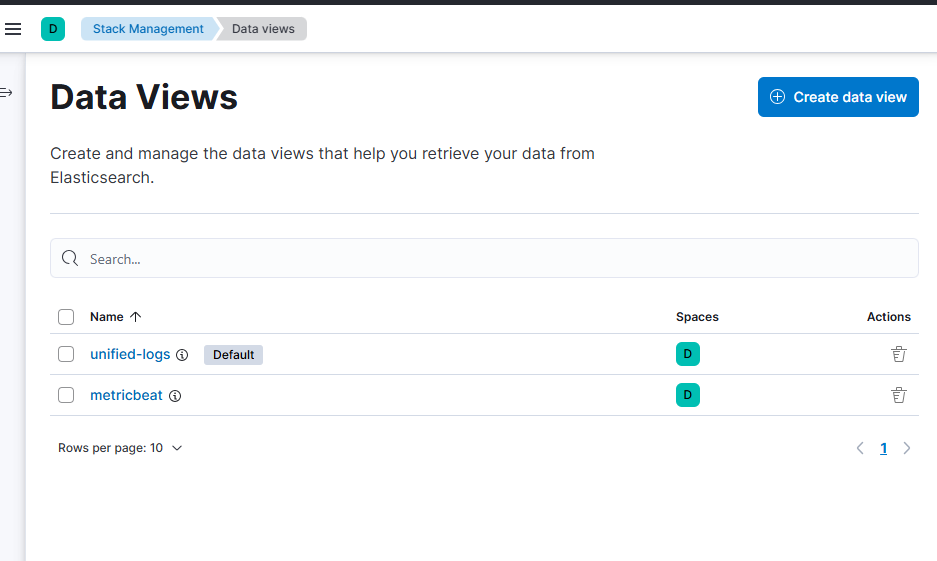 D Stack Management Data views
Data Views
Create data view
Create and manage the data views that help you retrieve your data from
Elasticsearch.
Search...
Name Spaces Actions
unified-logs Default D
metricbeat D
Rows per page: 10 1